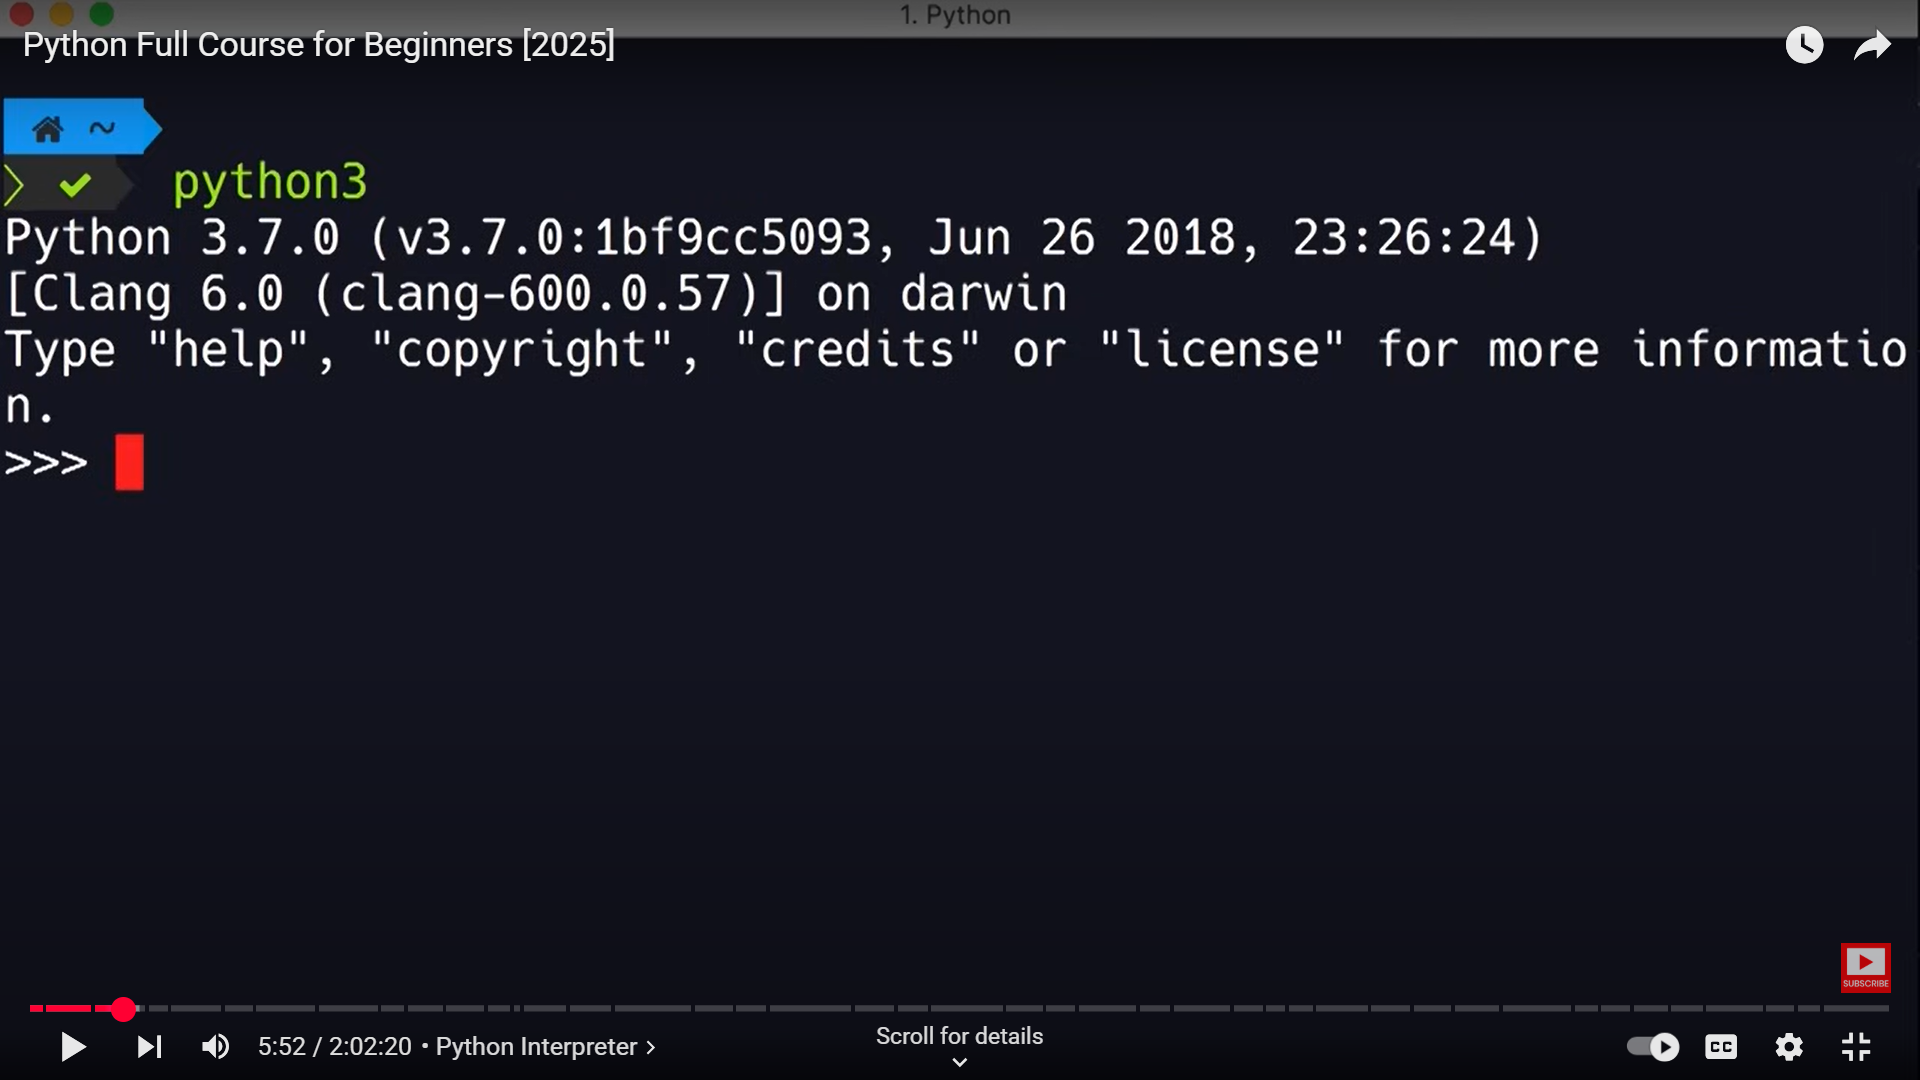 1. Python
Python Full Course for Beginners [2025]
~
python3
Python 3.7.0 (v3.7.0:1bf9cc5093, Jun 26 2018, 23:26:24)
[Clang 6.0 (clang-600.0.57)] on darwin
Type "help", "copyright", "credits" or "license" for more informatio
n.
>>>
SUBSCRIBE
5:52 / 2:02:20 • Python Interpreter >
Scroll for details
CC